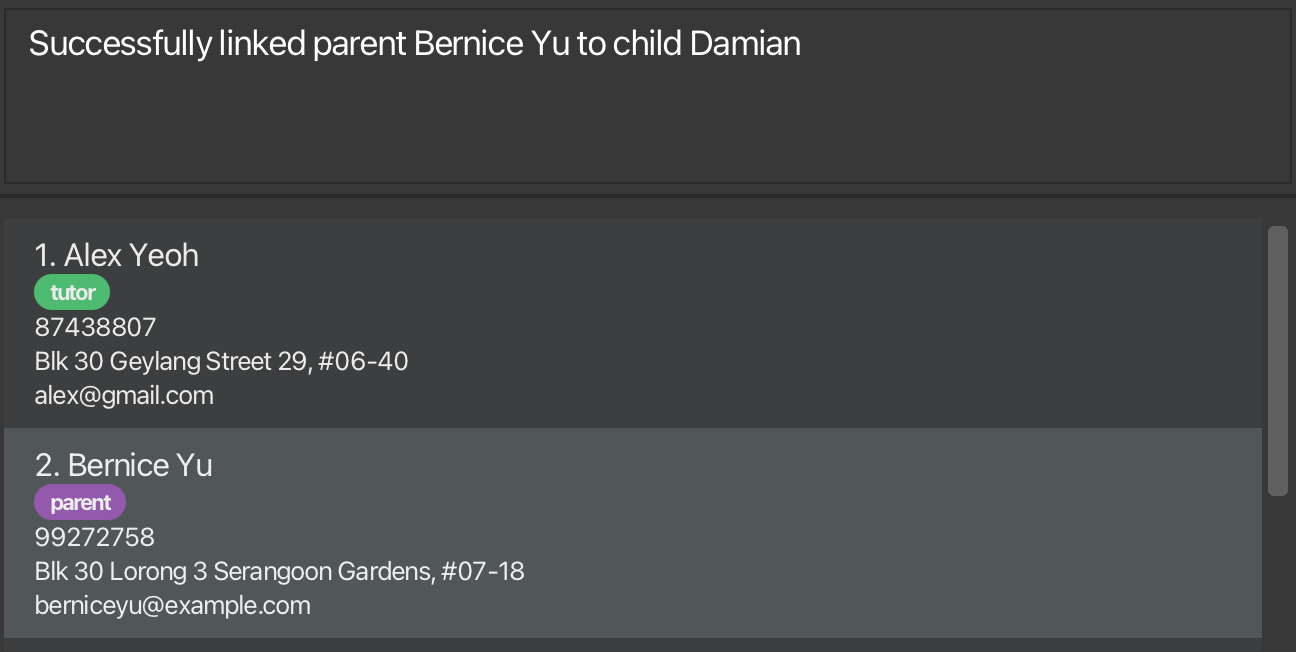 Successfully linked parent Bernice Yu to child Damian
1. Alex Yeoh
tutor
87438807
Blk 30 Geylang Street 29, #06-40
alex@gmail.com
2. Bernice Yu
parent
99272758
Blk 30 Lorong 3 Serangoon Gardens, #07-18
berniceyu@example.com